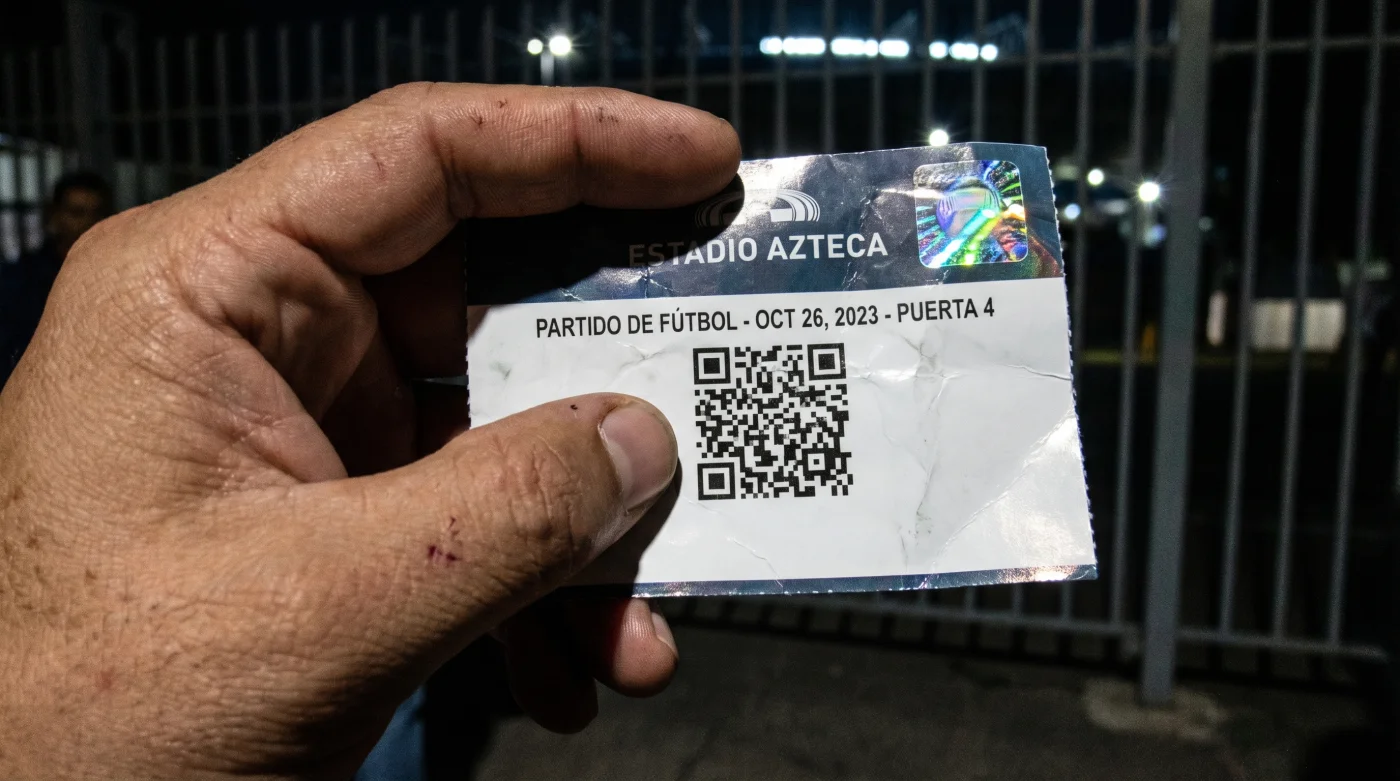 ESTADIO AZTECA
PARTIDO DE FÚTBOL - OCT 26, 2023 - PUERTA 4